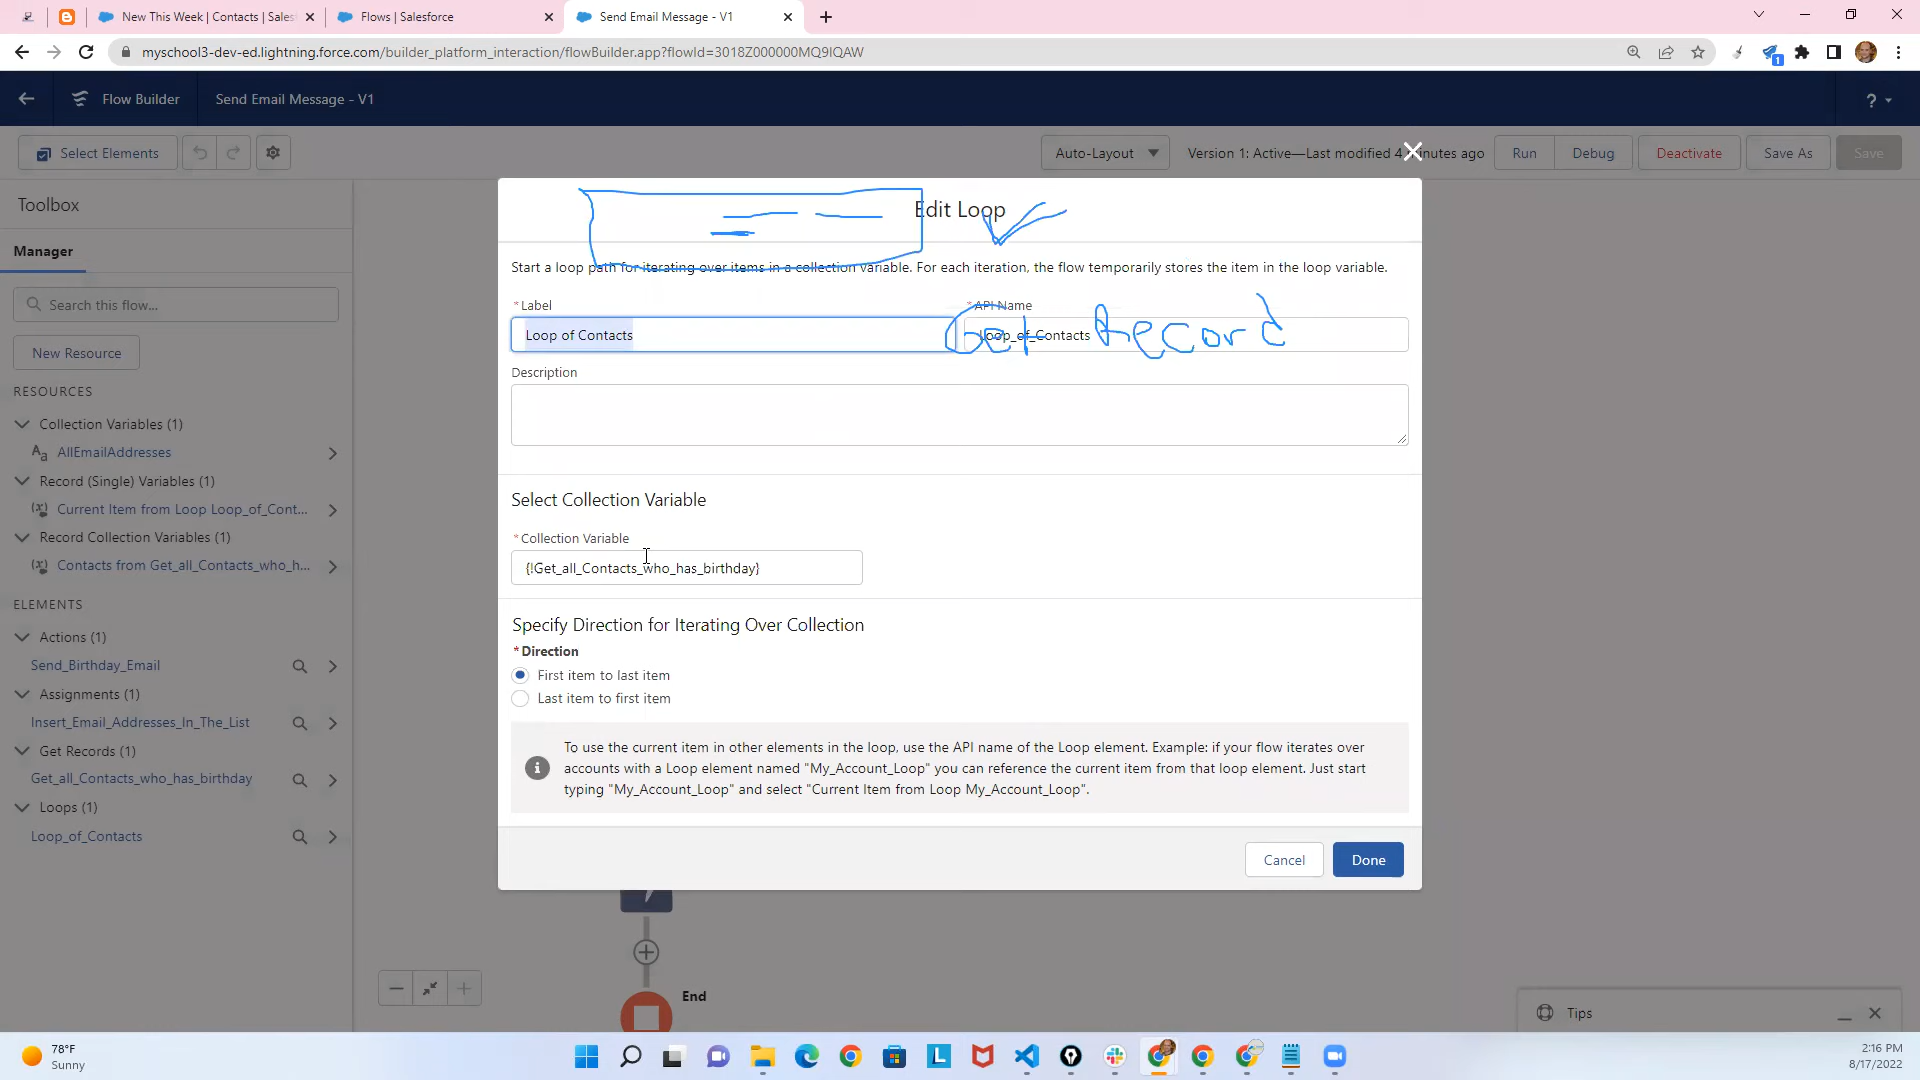 New This Week | Contacts | Sales
Flows | Salesforce
Send Email Message - V1
myschool3-dev-ed.lightning.force.com/builder_platform_interaction/flowBuilder.app?flowId=3018Z000000MQ9IQAW
1
Flow Builder
Send Email Message - V1
?
Select Elements
Auto-Layout
Version 1: Active—Last modified 4 minutes ago
Run
Debug
Deactivate
Save As
Save
Toolbox
Manager
Search this flow...
New Resource
RESOURCES
Collection Variables (1)
AllEmailAddresses
Record (Single) Variables (1)
Current Item from Loop Loop_of_Cont...
Record Collection Variables (1)
Contacts from Get_all_Contacts_who_h...
ELEMENTS
Actions (1)
Send_Birthday_Email
Assignments (1)
Insert_Email_Addresses_In_The_List
Get Records (1)
Get_all_Contacts_who_has_birthday
Loops (1)
Loop_of_Contacts
Edit Loop
Start a loop path for iterating over items in a collection variable. For each iteration, the flow temporarily stores the item in the loop variable.
*Label
Loop of Contacts
*API Name
Loop_of_Contacts
Get Record
Description
Select Collection Variable
*Collection Variable
{!Get_all_Contacts_who_has_birthday}
Specify Direction for Iterating Over Collection
*Direction
First item to last item
Last item to first item
To use the current item in other elements in the loop, use the API name of the Loop element. Example: if your flow iterates over
accounts with a Loop element named "My_Account_Loop" you can reference the current item from that loop element. Just start
typing "My_Account_Loop" and select "Current Item from Loop My_Account_Loop".
Cancel
Done
End
Tips
78°F
Sunny
2:16 PM
8/17/2022